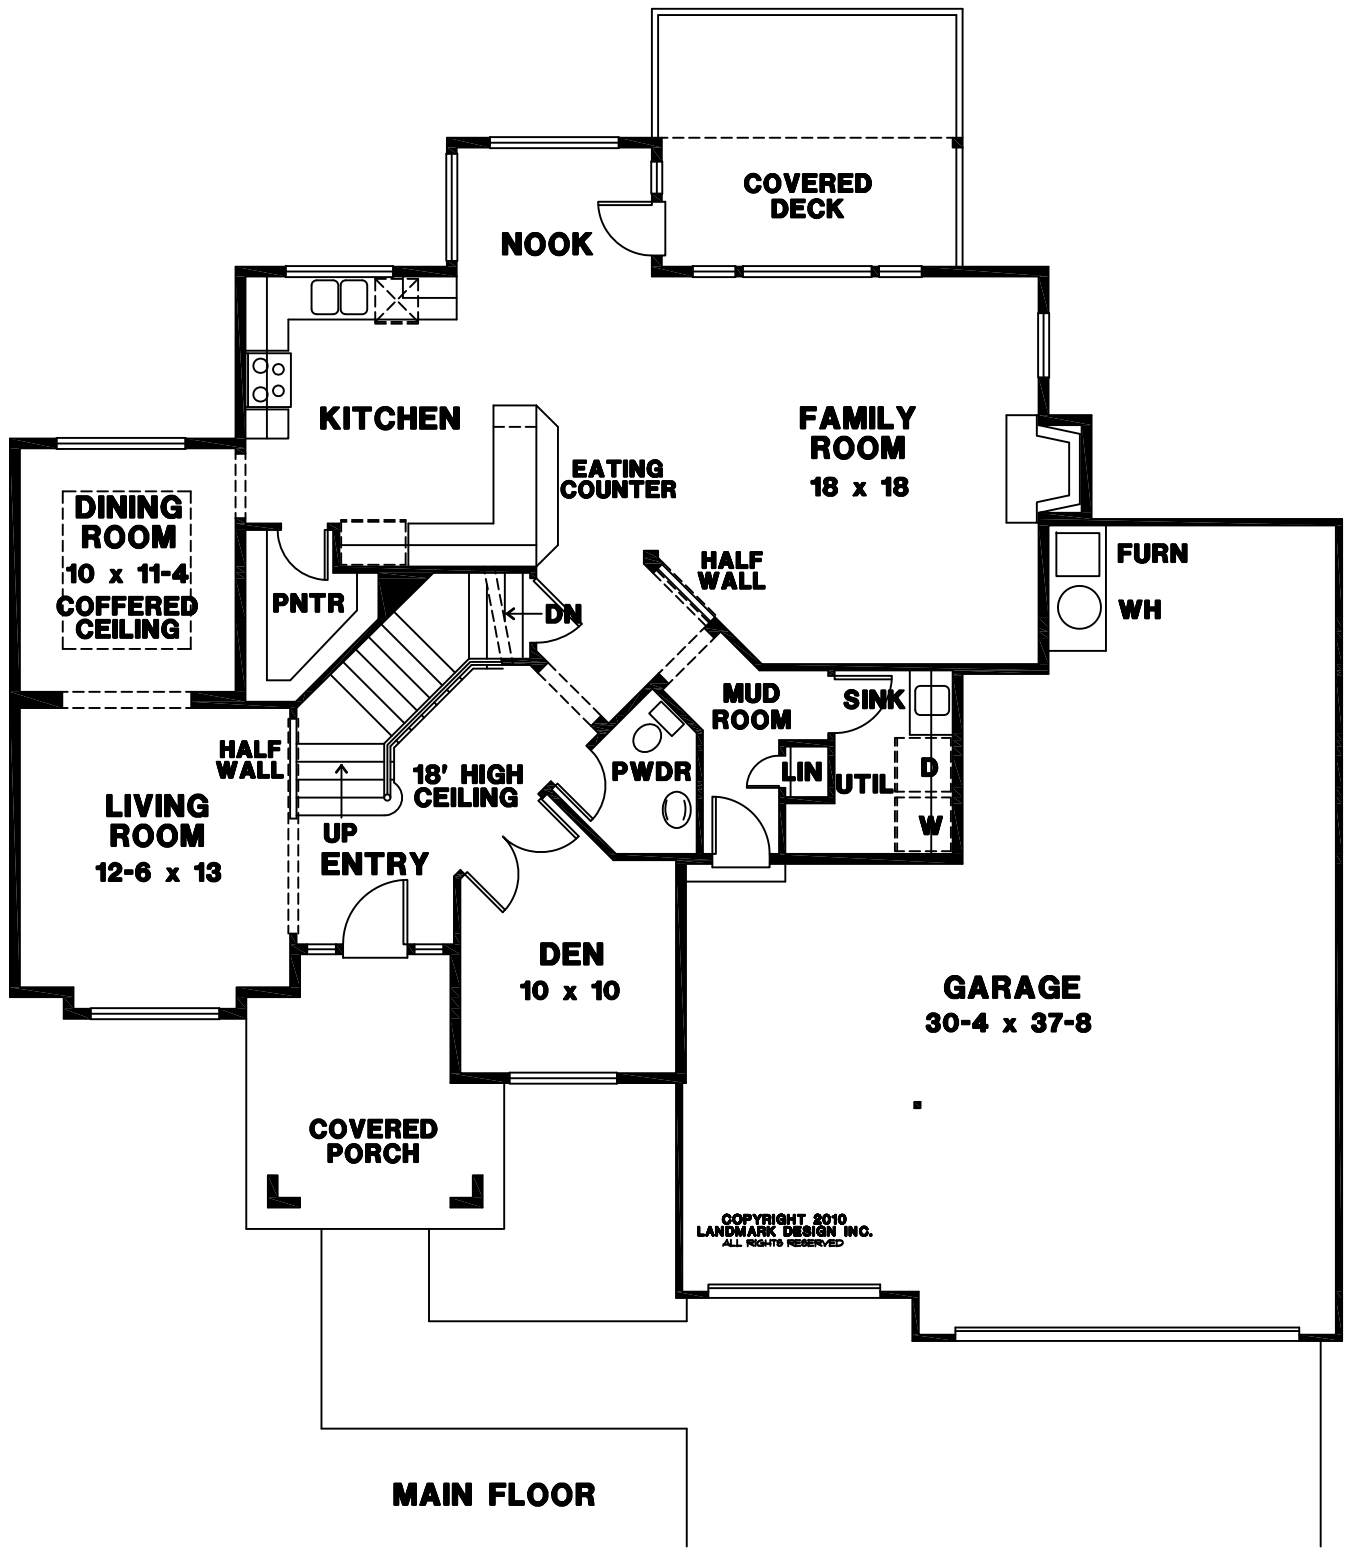 COVERED
DECK
NOOK
KITCHEN
FAMILY
ROOM
18 x 18
EATING
COUNTER
DINING
ROOM
10 x 11-4
COFFERED
CEILING
PNTR
DN
HALF
WALL
FURN
WH
MUD
ROOM
SINK
HALF
WALL
18' HIGH
CEILING
PWDR
LIN
UTIL
D
W
LIVING
ROOM
12-6 x 13
UP
ENTRY
DEN
10 x 10
GARAGE
30-4 x 37-8
COVERED
PORCH
COPYRIGHT 2010
LANDMARK DESIGN INC.
ALL RIGHTS RESERVED
MAIN FLOOR